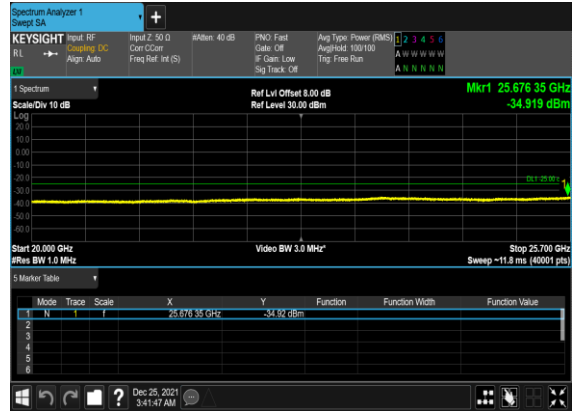 Spectrum Analyzer 1
Swept SA
+
KEYSIGHT Input: RF Input Z: 50 Ω #Atten: 40 dB PNO: Fast Avg Type: Power (RMS) 1 2 3 4 5 6
RL Coupling: DC Corr CCorr Gate: Off Avg|Hold: 100/100 A W W W W W
Align: Auto Freq Ref: Int (S) IF Gain: Low Trig: Free Run
Sig Track: Off A N N N N N
1 Spectrum Ref Lvl Offset 8.00 dB Mkr1 25.676 35 GHz
Scale/Div 10 dB Ref Level 30.00 dBm -34.919 dBm
Log
20.0
10.0
0.00
-10.0
-20.0
DL1 -25.00
1
-30.0
-40.0
-50.0
-60.0
Start 20.000 GHz Video BW 3.0 MHz* Stop 25.700 GHz
#Res BW 1.0 MHz Sweep ~11.8 ms (40001 pts)
5 Marker Table
Mode Trace Scale X Y Function Function Width Function Value
1 N 1 f 25.676 35 GHz -34.92 dBm
2
3
4
5
6
? Dec 25, 2021
3:41:47 AM